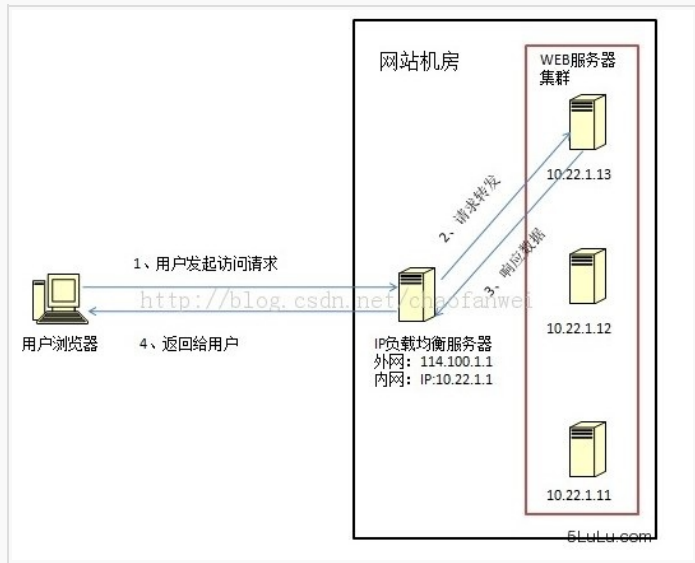 网站机房
WEB服务器
集群
10.22.1.13
2、请求转发
1、用户发起访问请求
3、响应数据
http://blog.csdn.net/chaofanwei
10.22.1.12
用户浏览器
4、返回给用户
IP负载均衡服务器
外网：114.100.1.1
内网：IP:10.22.1.1
10.22.1.11
5LuLu.com